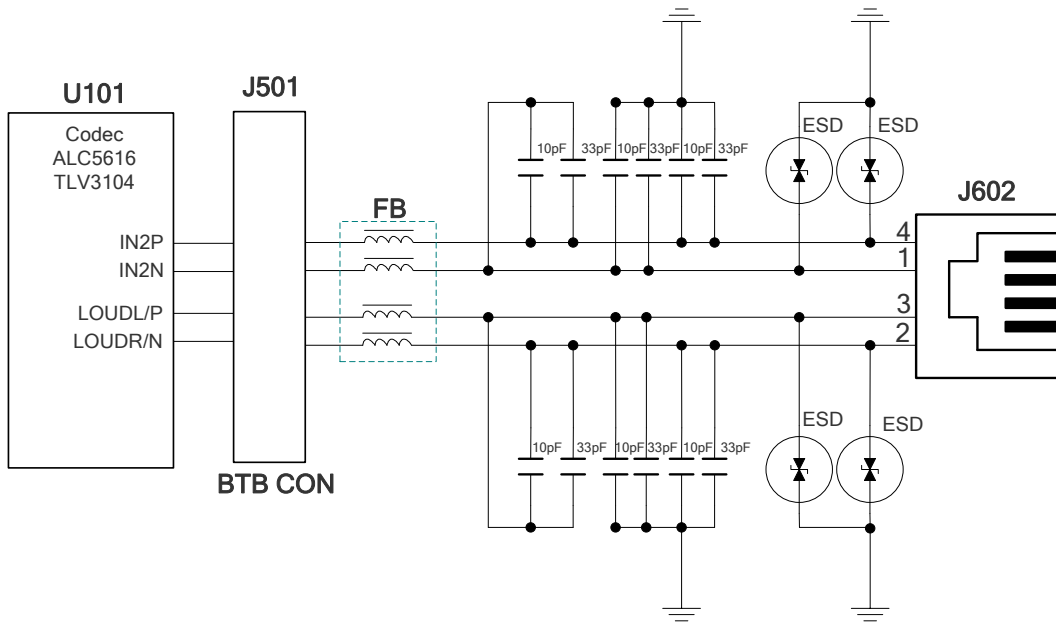 U101
Codec
ALC5616
TLV3104
IN2P
IN2N
LOUDL/P
LOUDR/N
J501
BTB CON
FB
10pF 33pF 10pF 33pF 10pF 33pF
ESD ESD
J602
4
1
3
2
10pF 33pF 10pF 33pF 10pF 33pF
ESD ESD